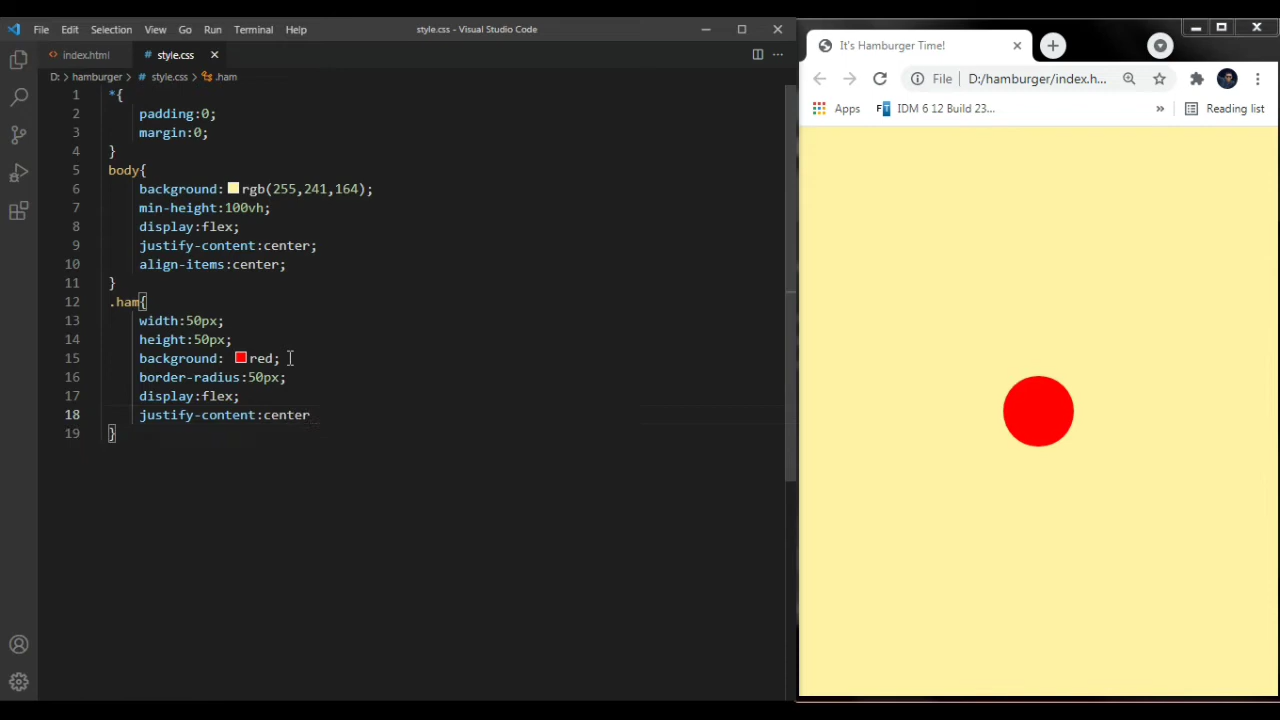 File Edit Selection View Go Run Terminal Help
style.css - Visual Studio Code
index.html
style.css
D: > hamburger > # style.css > .ham
1 *{
2 padding:0;
3 margin:0;
4 }
5 body{
6 background: rgb(255,241,164);
7 min-height:100vh;
8 display:flex;
9 justify-content:center;
10 align-items:center;
11 }
12 .ham{
13 width:50px;
14 height:50px;
15 background: red;
16 border-radius:50px;
17 display:flex;
18 justify-content:center
19 }
It's Hamburger Time!
File | D:/hamburger/index.h...
Apps
IDM 6 12 Build 23...
Reading list